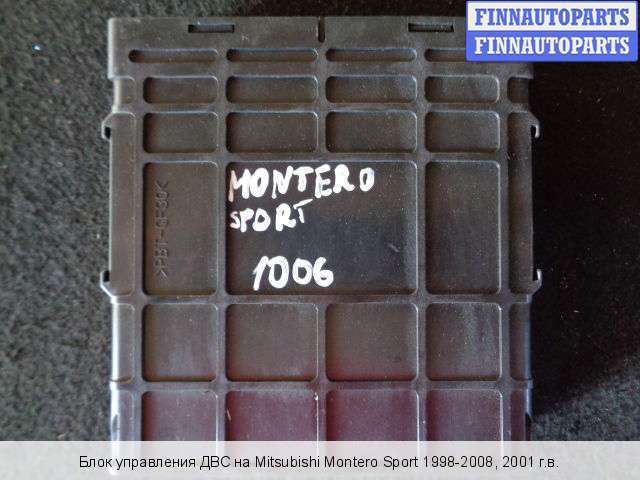 FINNAUTOPARTS
FINNAUTOPARTS
MONTERO
SPORT
1006
>PBT-GF30<
Блок управления ДВС на Mitsubishi Montero Sport 1998-2008, 2001 г.в.